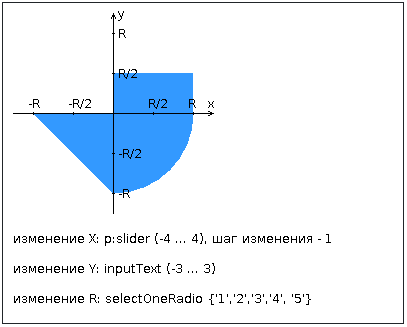 y
R
R/2
-R -R/2 R/2 R x
-R/2
-R
изменение X: p:slider (-4 ... 4), шаг изменения - 1
изменение Y: inputText (-3 ... 3)
изменение R: selectOneRadio {'1','2','3','4', '5'}